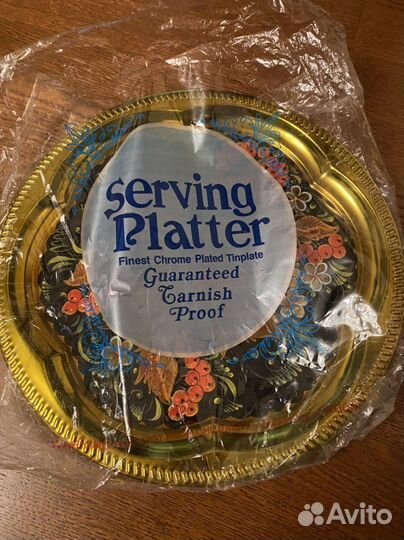 Serving
Platter
Finest Chrome Plated Tinplate
Guaranteed
Tarnish
Proof
Avito